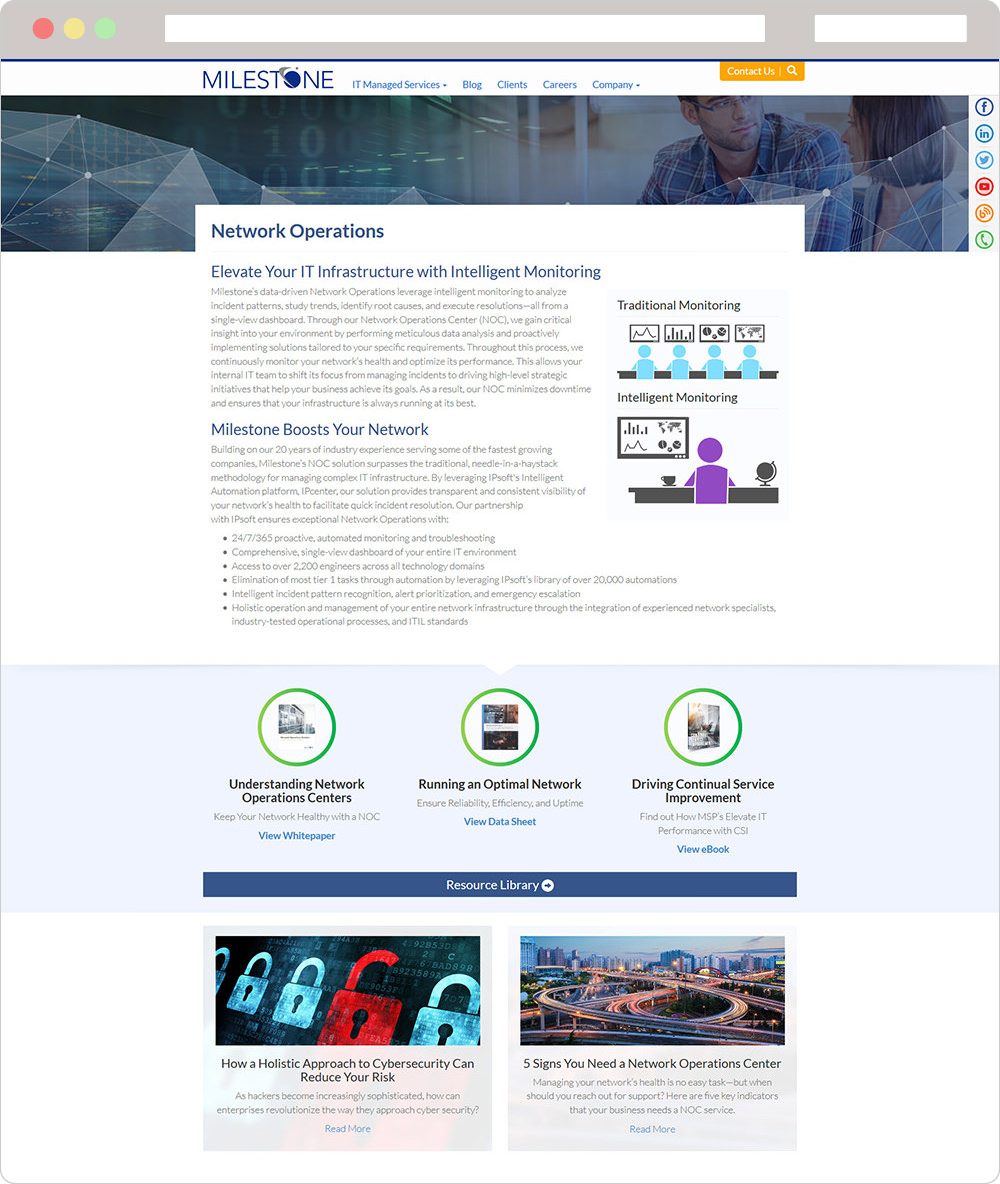 MILESTONE
IT Managed Services
Blog
Clients
Careers
Company
Contact Us |
Network Operations
Elevate Your IT Infrastructure with Intelligent Monitoring
Milestone's data-driven Network Operations leverage intelligent monitoring to analyze
incident patterns, study trends, identify root causes, and execute resolutions—all from a
single-view dashboard. Through our Network Operations Center (NOC), we gain critical
insight into your environment by performing meticulous data analysis and proactively
implementing solutions tailored to your specific requirements. Throughout this process, we
continuously monitor your network's health and optimize its performance. This allows your
internal IT team to shift its focus from managing incidents to driving high-level strategic
initiatives that help your business achieve its goals. As a result, our NOC minimizes downtime
and ensures that your infrastructure is always running at its best.
Traditional Monitoring
Intelligent Monitoring
Milestone Boosts Your Network
Building on our 20 years of industry experience serving some of the fastest growing
companies, Milestone's NOC solution surpasses the traditional, needle-in-a-haystack
methodology for managing complex IT infrastructure. By leveraging IPsoft's Intelligent
Automation platform, IPcenter, our solution provides transparent and consistent visibility of
your network's health to facilitate quick incident resolution. Our partnership
with IPsoft ensures exceptional Network Operations with:
• 24/7/365 proactive, automated monitoring and troubleshooting
• Comprehensive, single-view dashboard of your entire IT environment
• Access to over 2,200 engineers across all technology domains
• Elimination of most tier 1 tasks through automation by leveraging IPsoft's library of over 20,000 automations
• Intelligent incident pattern recognition, alert prioritization, and emergency escalation
• Holistic operation and management of your entire network infrastructure through the integration of experienced network specialists,
industry-tested operational processes, and ITIL standards
Understanding Network
Operations Centers
Keep Your Network Healthy with a NOC
View Whitepaper
Running an Optimal Network
Ensure Reliability, Efficiency, and Uptime
View Data Sheet
Driving Continual Service
Improvement
Find out How MSP's Elevate IT
Performance with CSI
View eBook
Resource Library
How a Holistic Approach to Cybersecurity Can
Reduce Your Risk
As hackers become increasingly sophisticated, how can
enterprises revolutionize the way they approach cyber security?
Read More
5 Signs You Need a Network Operations Center
Managing your network's health is no easy task—but when
should you reach out for support? Here are five key indicators
that your business needs a NOC service.
Read More